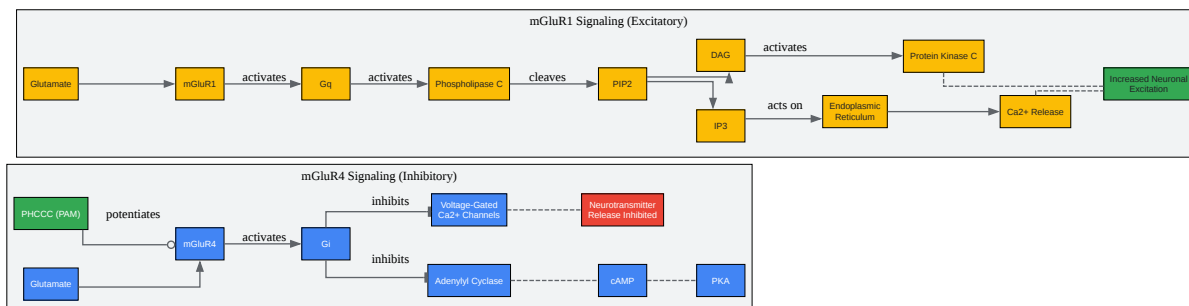 mGluR1 Signaling (Excitatory)
DAG
activates
Protein Kinase C
Glutamate
mGluR1
activates
Gq
activates
Phospholipase C
cleaves
PIP2
Increased Neuronal
Excitation
IP3
acts on
Endoplasmic
Reticulum
Ca2+ Release
mGluR4 Signaling (Inhibitory)
PHCCC (PAM)
potentiates
mGluR4
activates
Gi
inhibits
Voltage-Gated
Ca2+ Channels
Neurotransmitter
Release Inhibited
Glutamate
inhibits
Adenylyl Cyclase
cAMP
PKA